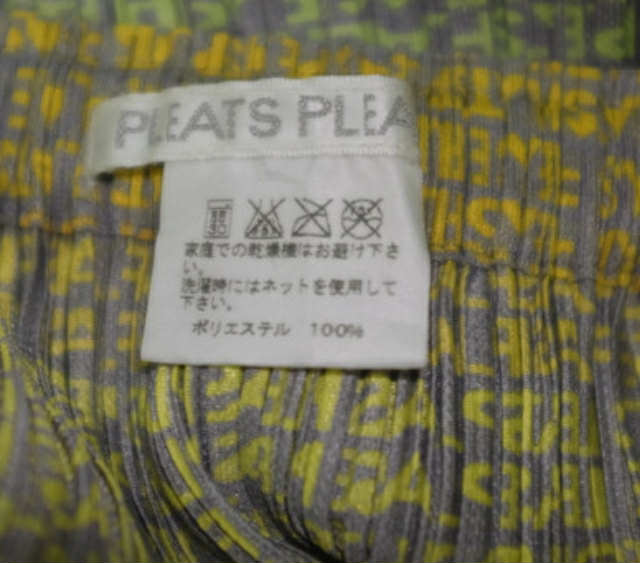 PLEATS PLEA
家庭での乾燥機はお避け下さ
い。
洗濯時にはネットを使用して
下さい。
ポリエステル 100%